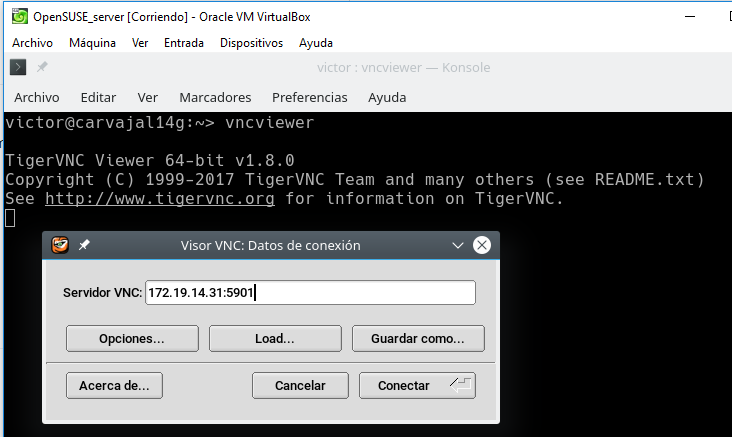 OpenSUSE_server [Corriendo] - Oracle VM VirtualBox
Archivo Máquina Ver Entrada Dispositivos Ayuda
victor : vncviewer — Konsole
Archivo Editar Ver Marcadores Preferencias Ayuda
victor@carvajal14g:~> vncviewer
TigerVNC Viewer 64-bit v1.8.0
Copyright (C) 1999-2017 TigerVNC Team and many others (see README.txt)
See http://www.tigervnc.org for information on TigerVNC.
Visor VNC: Datos de conexión
Servidor VNC: 172.19.14.31:5901
Opciones... Load... Guardar como...
Acerca de... Cancelar Conectar